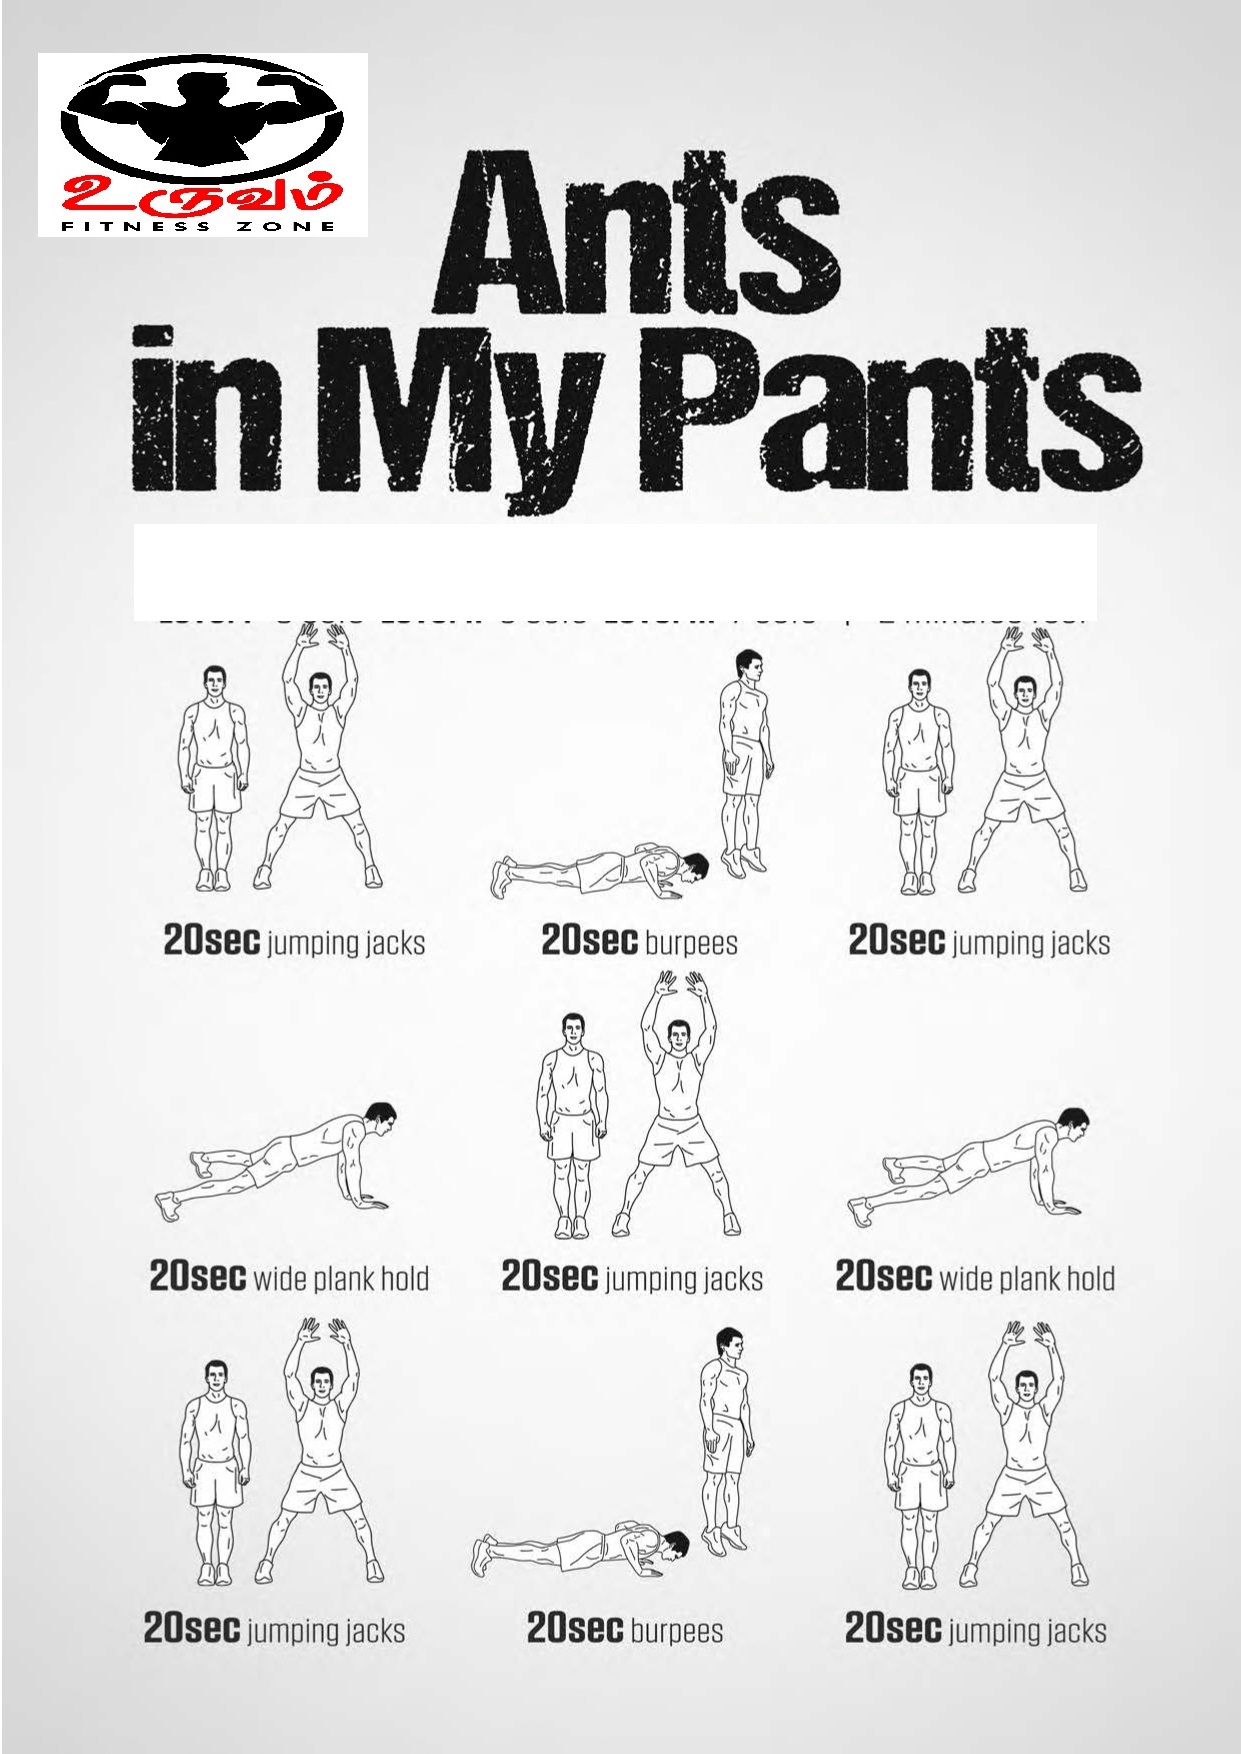 உருவம்
FITNESS ZONE
Ants
in My Pants
20sec jumping jacks 20sec burpees 20sec jumping jacks
20sec wide plank hold 20sec jumping jacks 20sec wide plank hold
20sec jumping jacks 20sec burpees 20sec jumping jacks